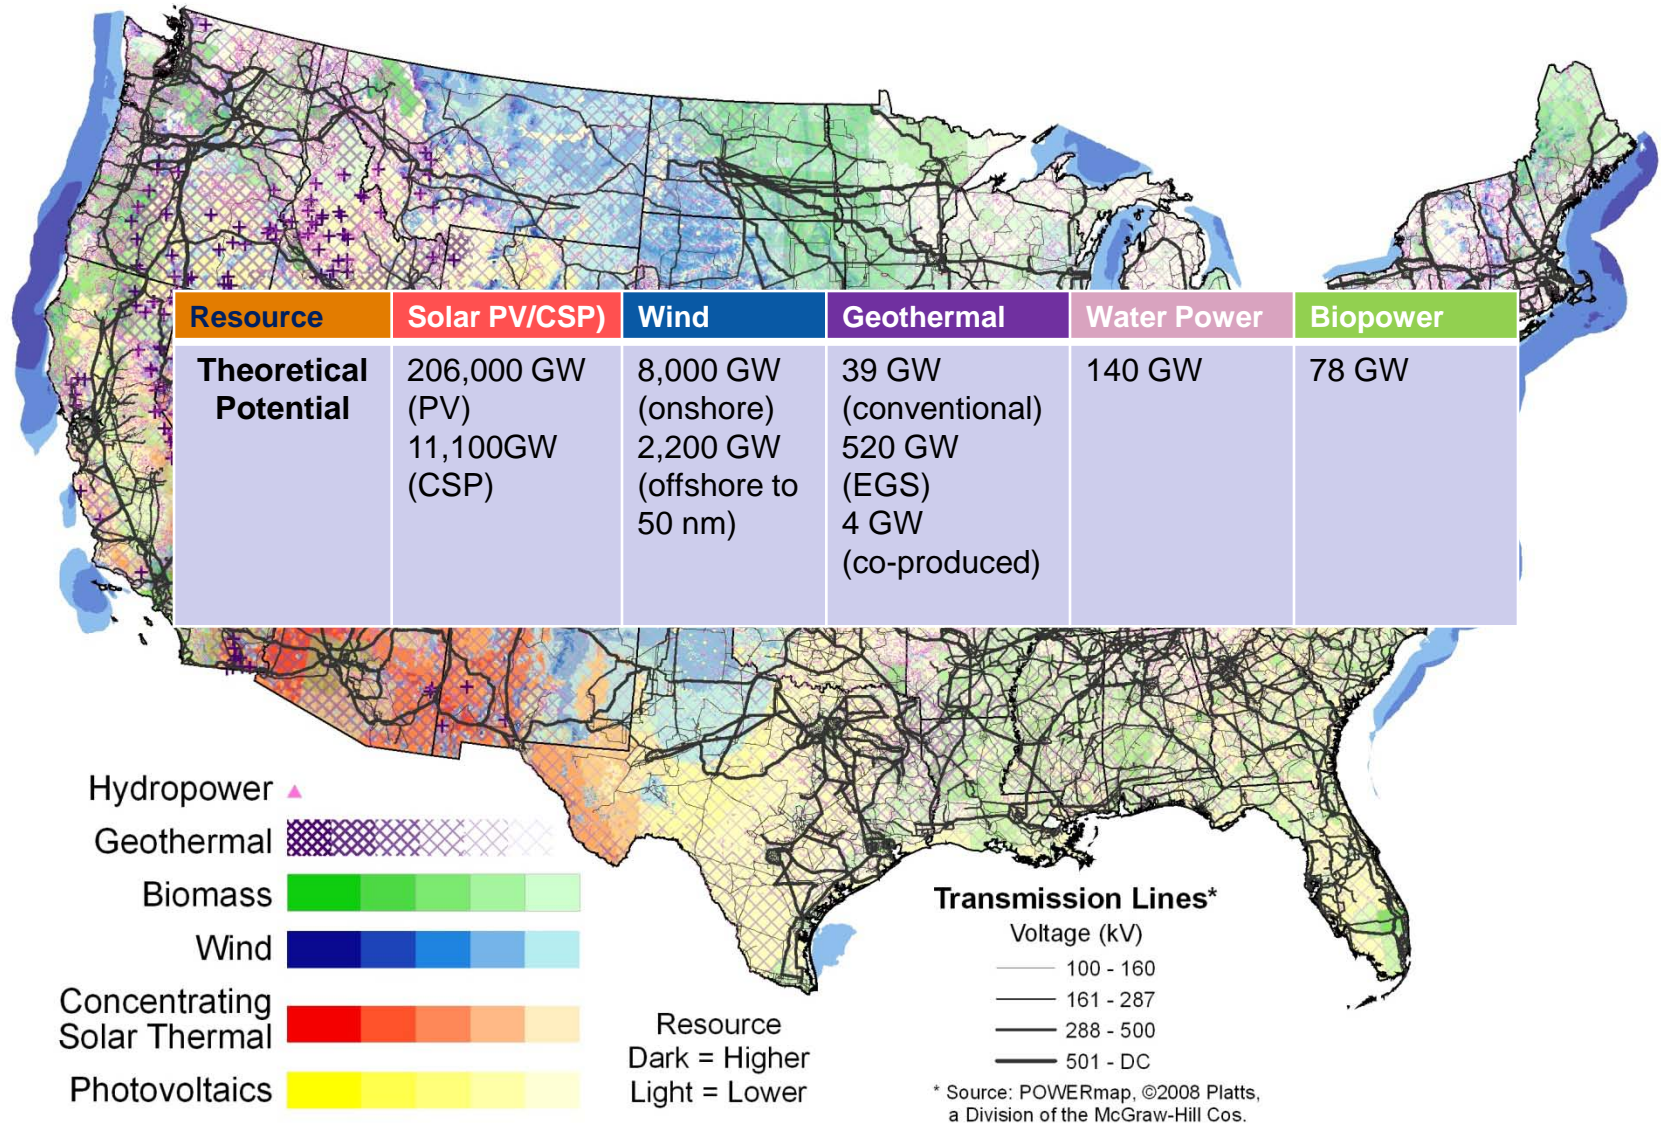 Resource
Solar PV/CSP)
Wind
Geothermal
Water Power
Biopower
Theoretical
Potential
206,000 GW
(PV)
11,100GW
(CSP)
8,000 GW
(onshore)
2,200 GW
(offshore to
50 nm)
39 GW
(conventional)
520 GW
(EGS)
4 GW
(co-produced)
140 GW
78 GW
Hydropower
Geothermal
Biomass
Wind
Concentrating
Solar Thermal
Photovoltaics
Resource
Dark = Higher
Light = Lower
Transmission Lines*
Voltage (kV)
100 - 160
161 - 287
288 - 500
501 - DC
* Source: POWERmap, ©2008 Platts,
a Division of the McGraw-Hill Cos.